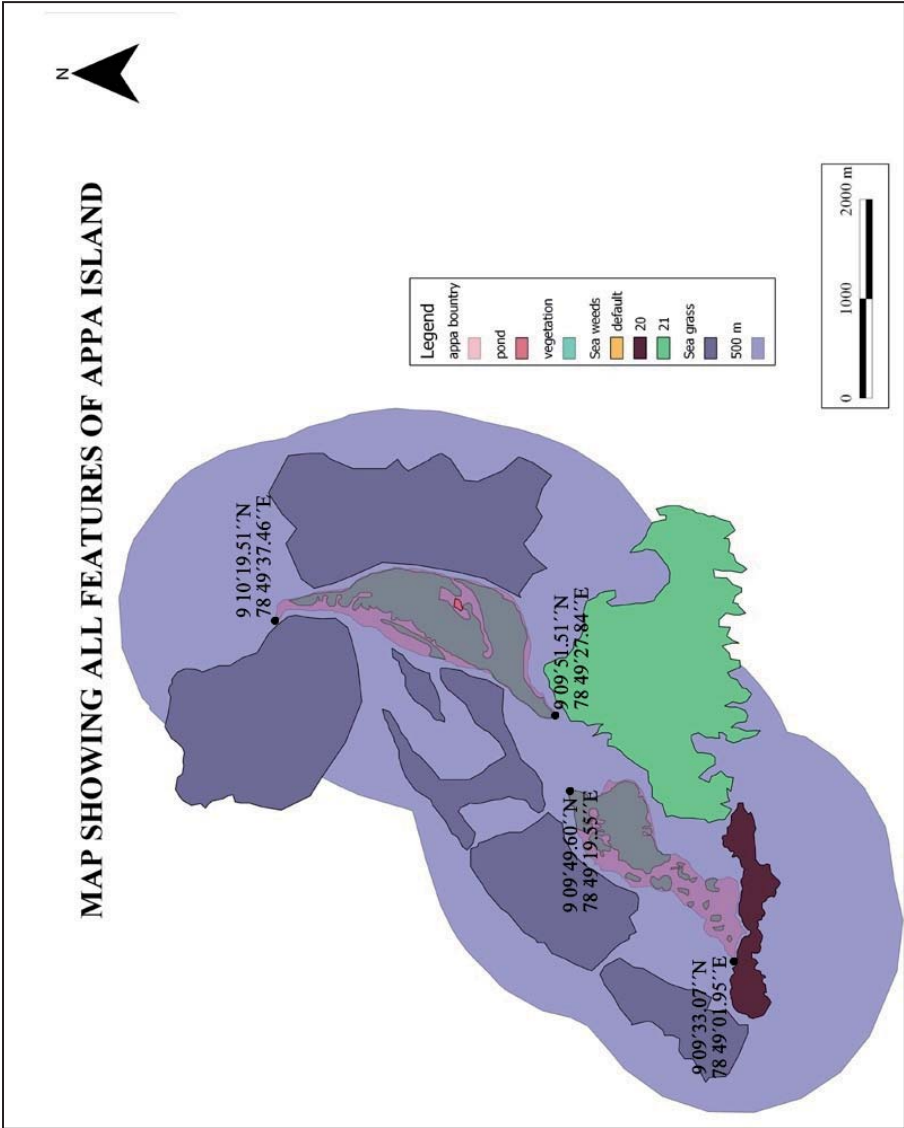 N
MAP SHOWING ALL FEATURES OF APPA ISLAND
9 10´19.51´´N
78 49´37.46´´E
9 09´51.51´´N
78 49´27.84´´E
9 09´49.60´´N
78 49´19.55´´E
9 09´33.07´´N
78 49´01.95´´E
Legend
appa bountry
pond
vegetation
Sea weeds
default
20
21
Sea grass
500 m
0 1000 2000 m